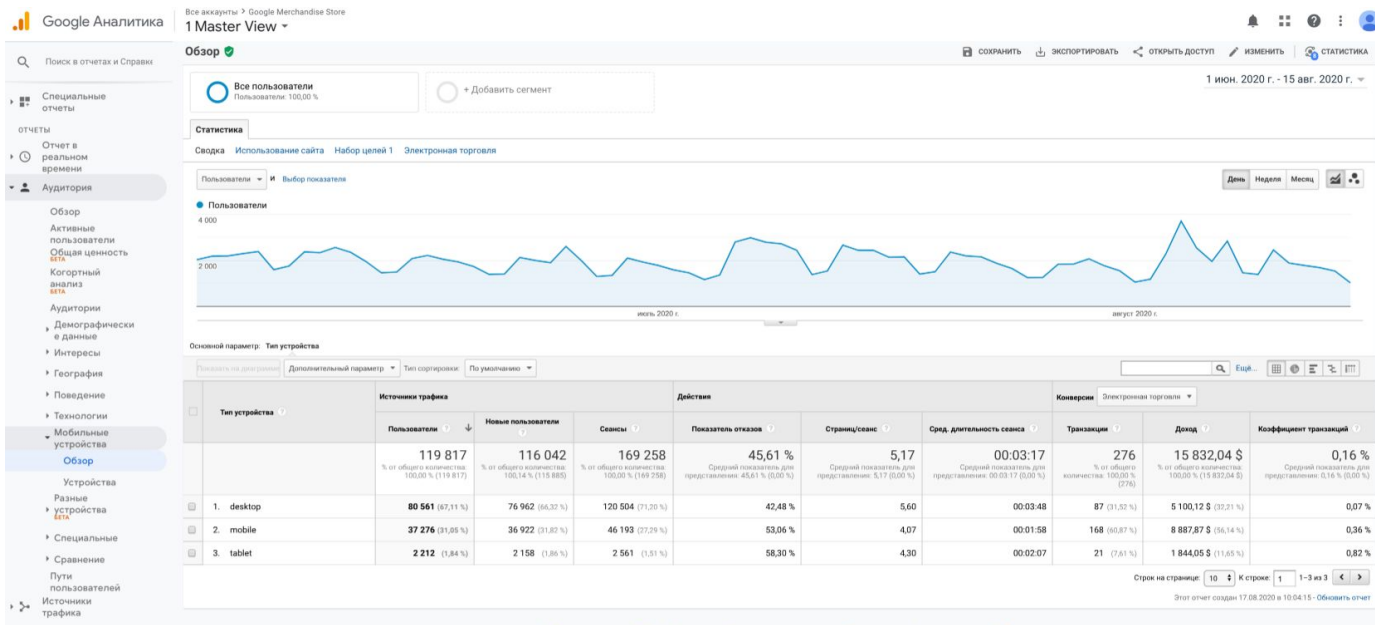 Google Аналитика
Все аккаунты > Google Merchandise Store
1 Master View
Поиск в отчетах и Справке
Специальные
отчеты
ОТЧЕТЫ
Отчет в
реальном
времени
Аудитория
Обзор
Активные
пользователи
Общая ценность
БЕТА
Когортный
анализ
БЕТА
Аудитории
Демографически
е данные
Интересы
География
Поведение
Технологии
Мобильные
устройства
Обзор
Устройства
Разные
устройства
БЕТА
Специальные
Сравнение
Пути
пользователей
Источники
трафика
Обзор
СОХРАНИТЬ ЭКСПОРТИРОВАТЬ ОТКРЫТЬ ДОСТУП ИЗМЕНИТЬ СТАТИСТИКА
1 июн. 2020 г. - 15 авг. 2020 г.
Все пользователи
Пользователи: 100,00 %
+ Добавить сегмент
Статистика
Сводка Использование сайта Набор целей 1 Электронная торговля
Пользователи И Выбор показателя
День Неделя Месяц
Пользователи
4 000
2 000
июль 2020 г. август 2020 г.
Основной параметр: Тип устройства
Показать на диаграмме Дополнительный параметр Тип сортировки: По умолчанию
Ещё...
Тип устройства Источники трафика Действия Конверсии Электронная торговля
Пользователи Новые пользователи Сеансы Показатель отказов Страниц/сеанс Сред. длительность сеанса Транзакции Доход Коэффициент транзакций
119 817 116 042 169 258 45,61 % 5,17 00:03:17 276 15 832,04 $ 0,16 %
% от общего количества: % от общего количества: % от общего количества: Средний показатель для Средний показатель для Средний показатель для % от общего % от общего количества: Средний показатель для
100,00 % (119 817) 100,14 % (115 885) 100,00 % (169 258) представления: 45,61 % (0,00 %) представления: 5,17 (0,00 %) представления: 00:03:17 (0,00 %) количества: 100,00 % 100,00 % (15 832,04 $) представления: 0,16 % (0,00 %)
(276)
1. desktop 80 561 (67,11 %) 76 962 (66,32 %) 120 504 (71,20 %) 42,48 % 5,60 00:03:48 87 (31,52 %) 5 100,12 $ (32,21 %) 0,07 %
2. mobile 37 276 (31,05 %) 36 922 (31,82 %) 46 193 (27,29 %) 53,06 % 4,07 00:01:58 168 (60,87 %) 8 887,87 $ (56,14 %) 0,36 %
3. tablet 2 212 (1,84 %) 2 158 (1,86 %) 2 561 (1,51 %) 58,30 % 4,30 00:02:07 21 (7,61 %) 1 844,05 $ (11,65 %) 0,82 %
Строк на странице: 10 К строке: 1 1–3 из 3
Этот отчет создан 17.08.2020 в 10:04:15 - Обновить отчет